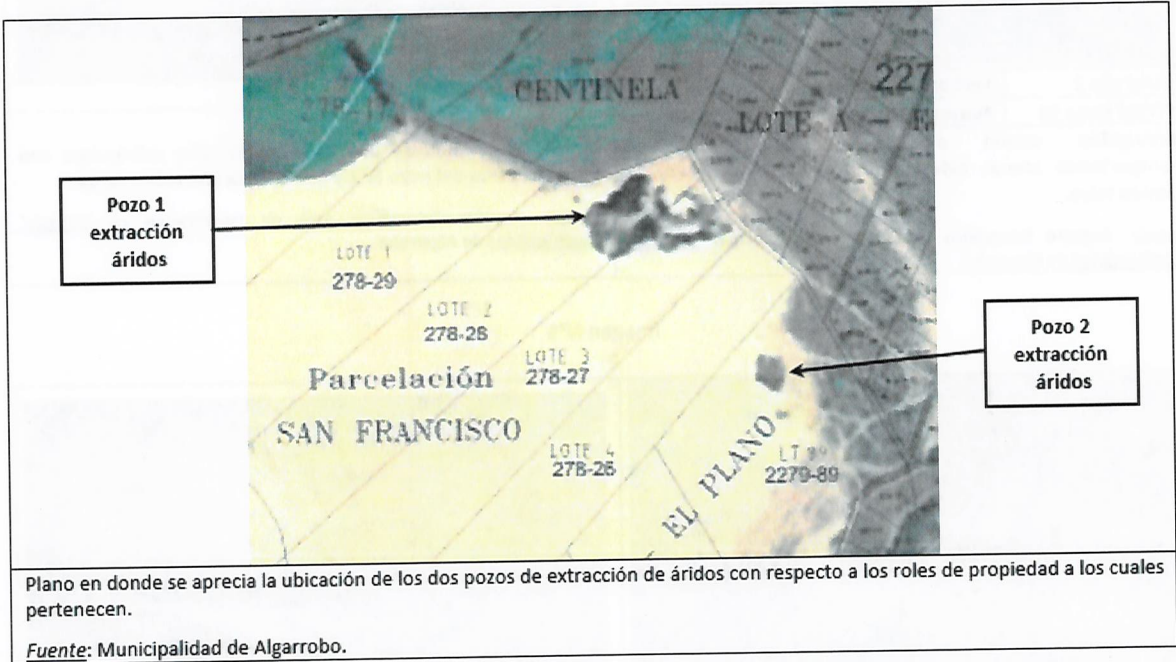 CENTINELA
227
LOTE A - F
Pozo 1
extracción
áridos
LOTE 1
278-29
LOTE 2
278-28
LOTE 3
278-27
Parcelación
SAN FRANCISCO
LOTE 4
278-26
EL PLANO
LT 89
2279-89
Pozo 2
extracción
áridos
Plano en donde se aprecia la ubicación de los dos pozos de extracción de áridos con respecto a los roles de propiedad a los cuales
pertenecen.
Fuente: Municipalidad de Algarrobo.